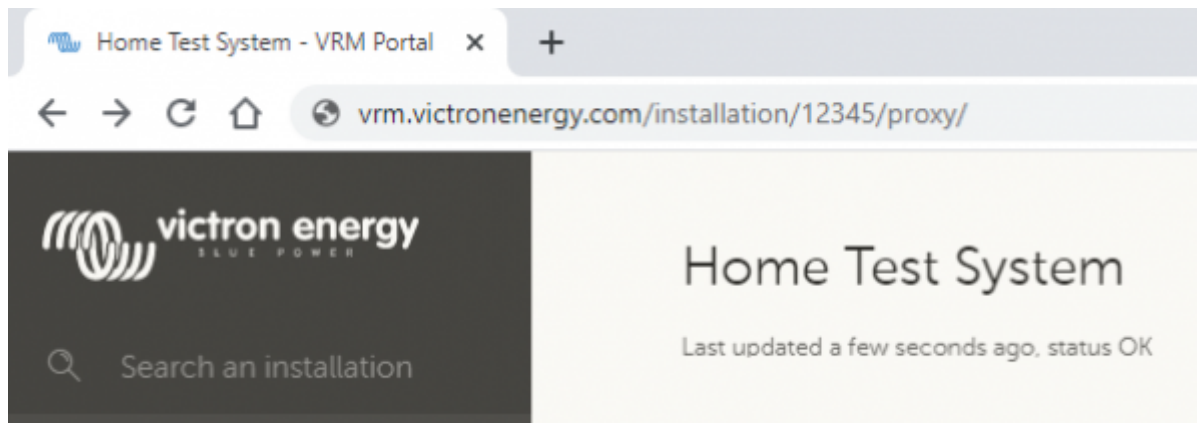 Home Test System - VRM Portal
vrm.victronenergy.com/installation/12345/proxy/
victron energy
BLUE POWER
Search an installation
Home Test System
Last updated a few seconds ago, status OK